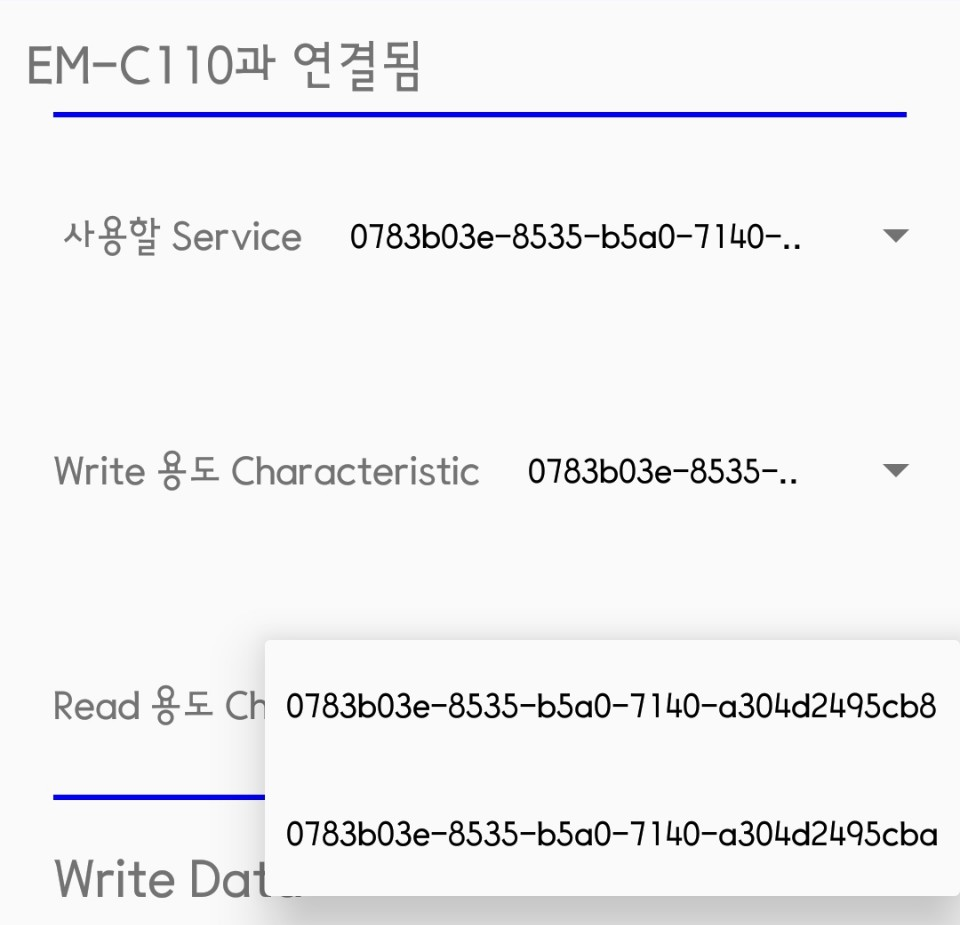 EM-C110과 연결됨
사용할 Service 0783b03e-8535-b5a0-7140-..
Write 용도 Characteristic 0783b03e-8535-..
Read 용도 Ch
0783b03e-8535-b5a0-7140-a304d2495cb8
0783b03e-8535-b5a0-7140-a304d2495cba
Write Data